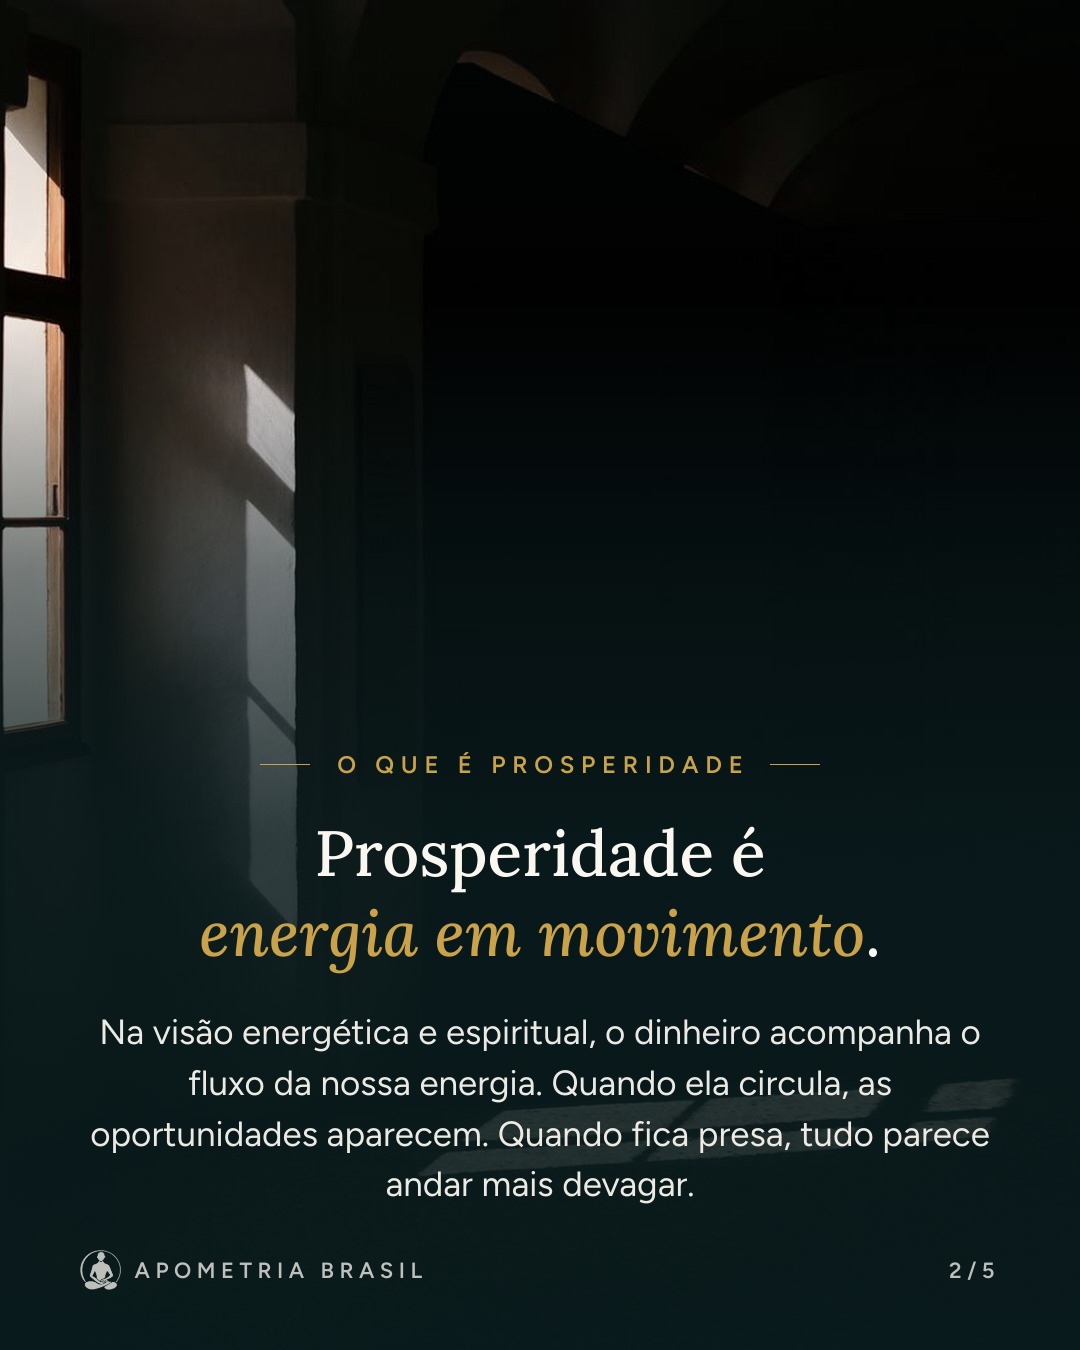 O QUE É PROSPERIDADE
Prosperidade é
energia em movimento.
Na visão energética e espiritual, o dinheiro acompanha o
fluxo da nossa energia. Quando ela circula, as
oportunidades aparecem. Quando fica presa, tudo parece
andar mais devagar.
APOMETRIA BRASIL
2/5